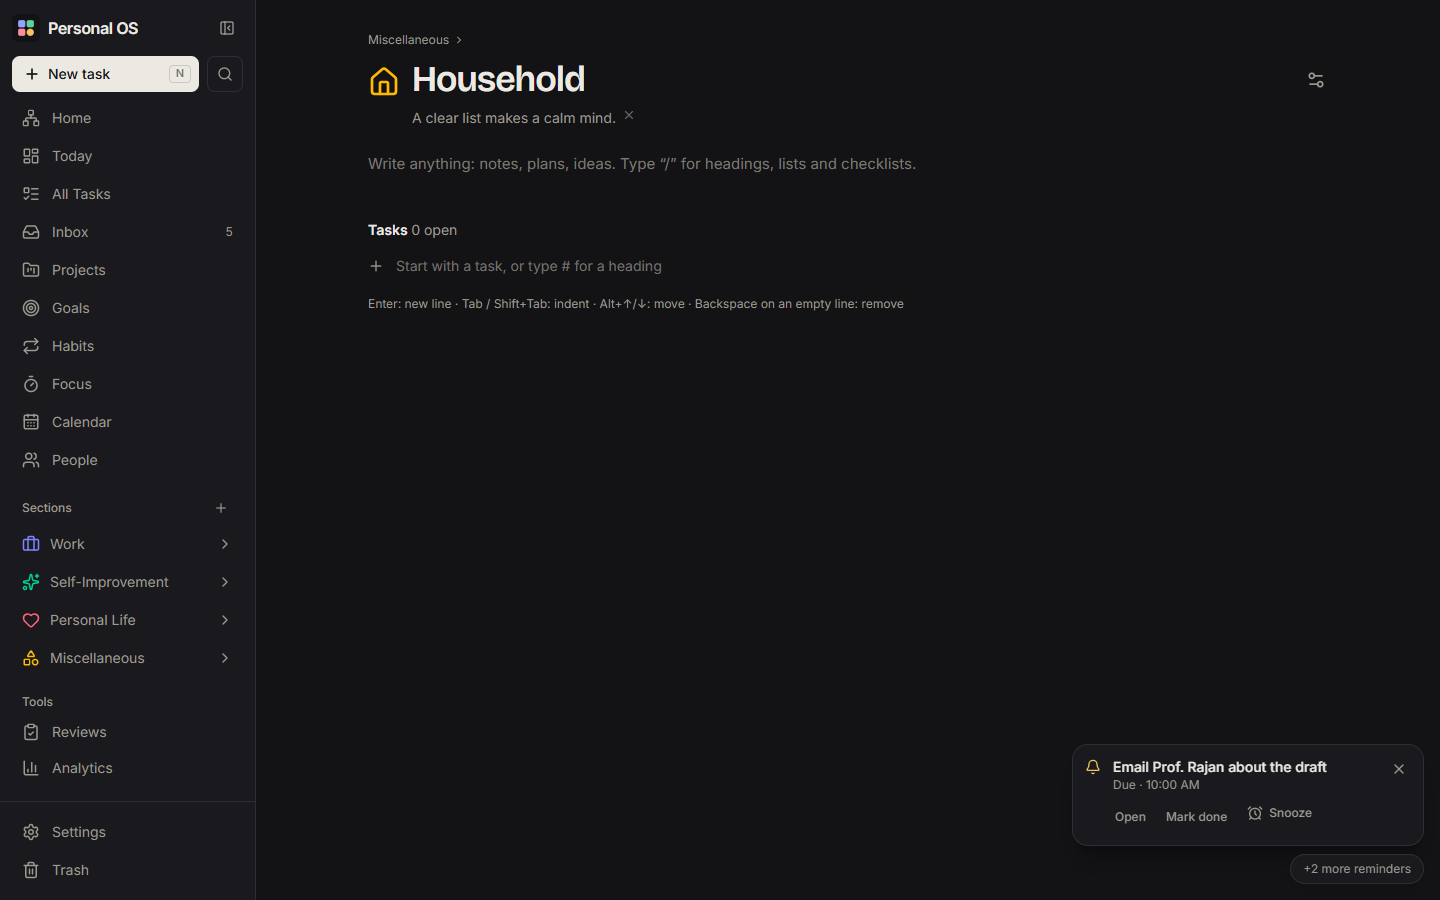 Personal OS
New task N
Home
Today
All Tasks
Inbox 5
Projects
Goals
Habits
Focus
Calendar
People
Sections
Work
Self-Improvement
Personal Life
Miscellaneous
Tools
Reviews
Analytics
Settings
Trash
Miscellaneous
Household
A clear list makes a calm mind.
Write anything: notes, plans, ideas. Type “/” for headings, lists and checklists.
Tasks 0 open
Start with a task, or type # for a heading
Enter: new line · Tab / Shift+Tab: indent · Alt+↑/↓: move · Backspace on an empty line: remove
Email Prof. Rajan about the draft
Due · 10:00 AM
Open Mark done Snooze
+2 more reminders